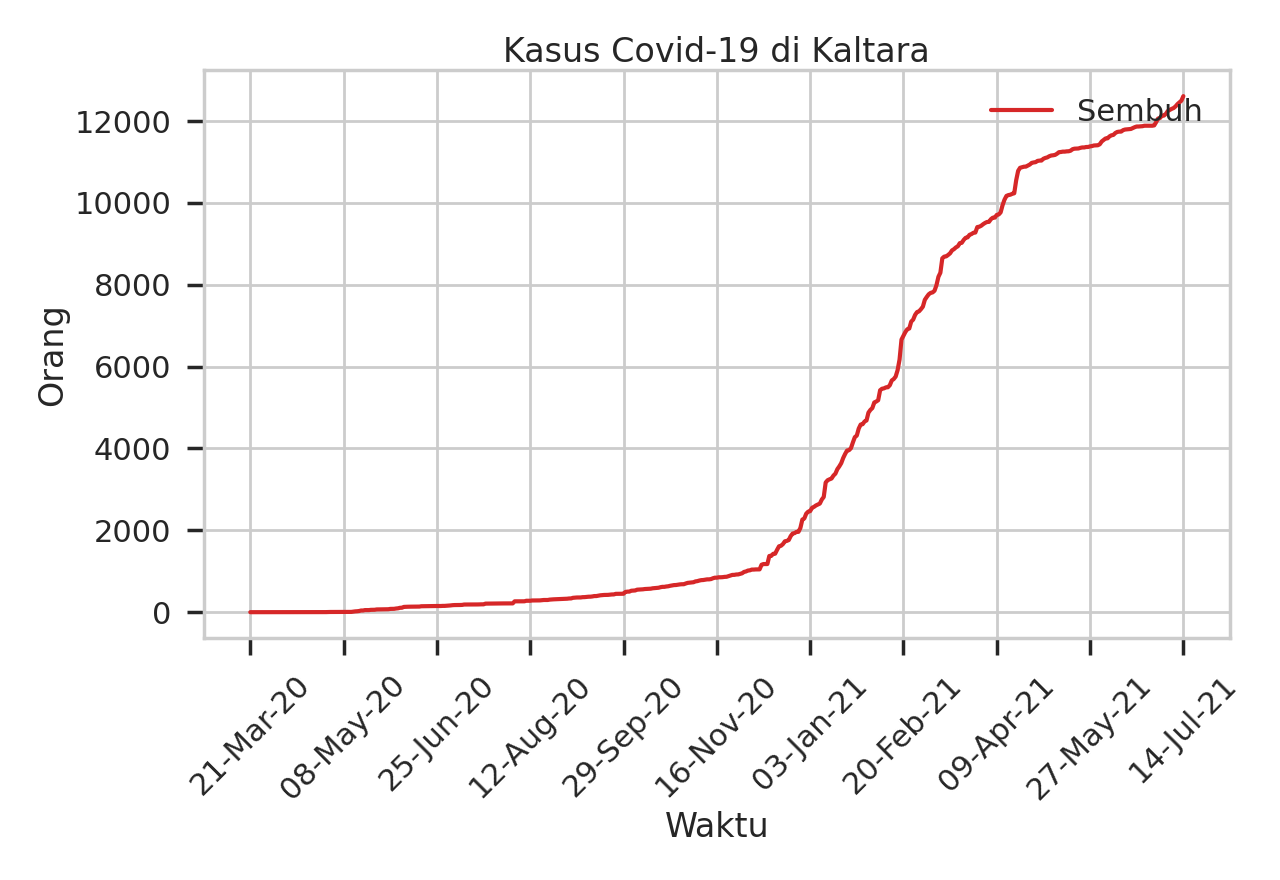 Kasus Covid-19 di Kaltara
Sembuh
12000
10000
8000
6000
4000
2000
0
Orang
21-Mar-20
08-May-20
25-Jun-20
12-Aug-20
29-Sep-20
16-Nov-20
03-Jan-21
20-Feb-21
09-Apr-21
27-May-21
14-Jul-21
Waktu